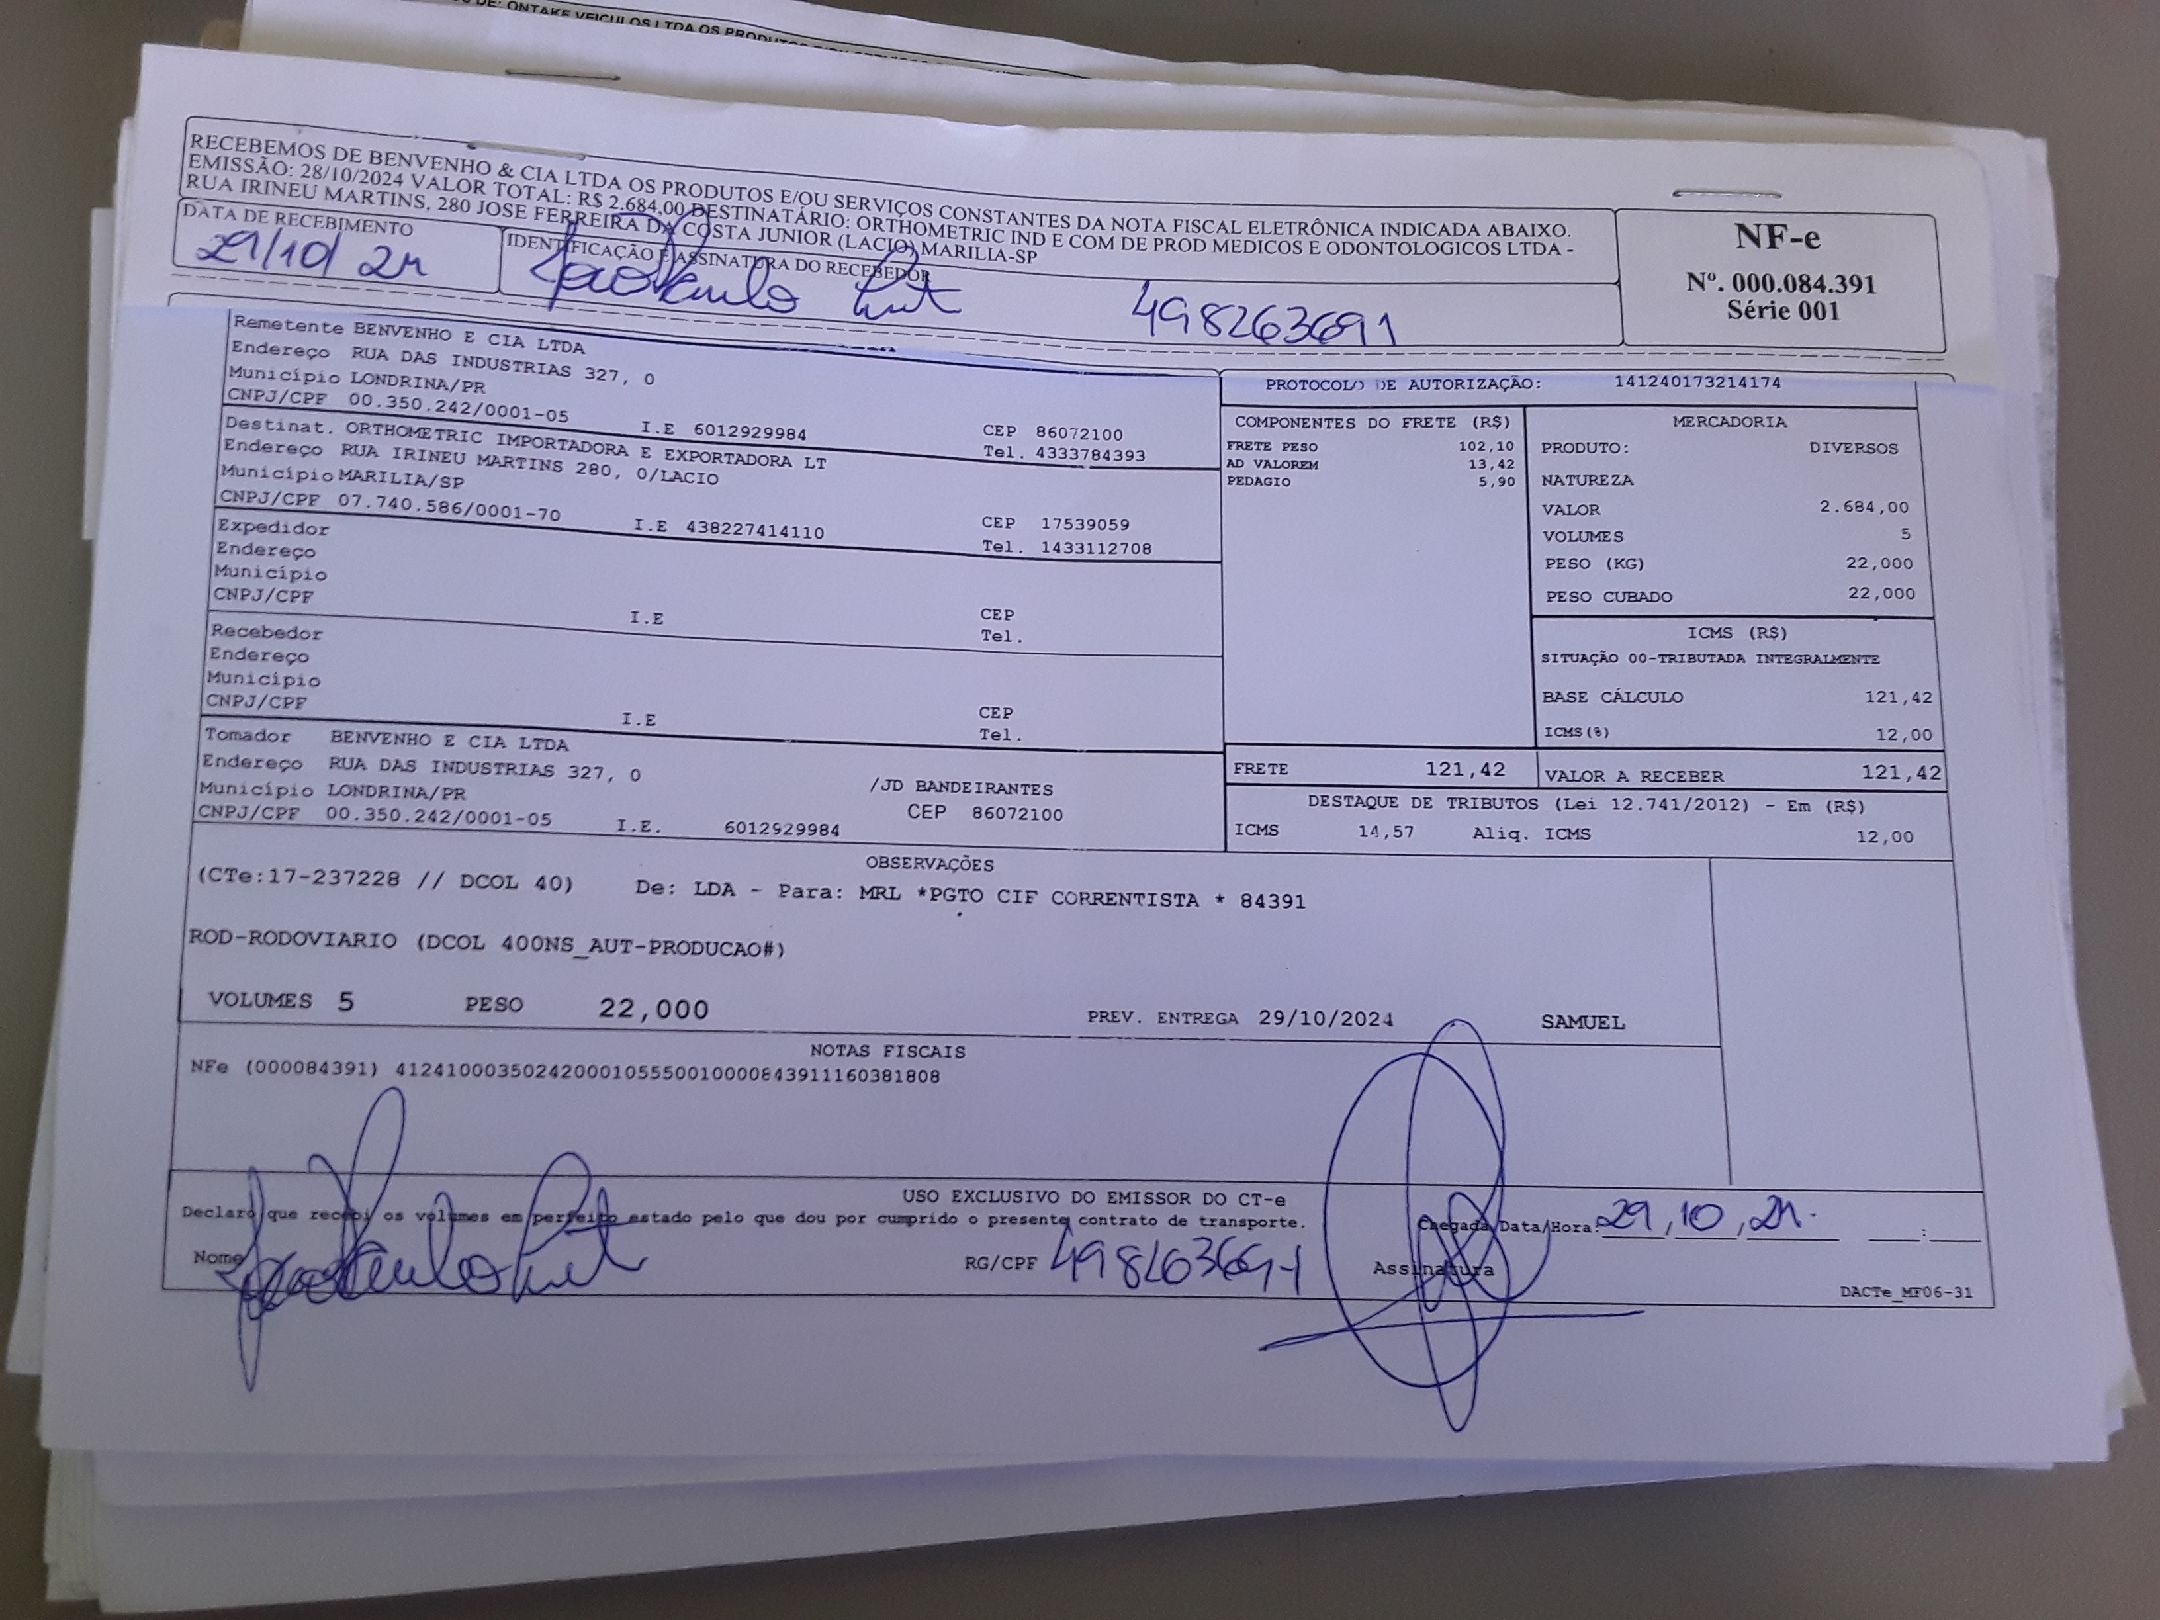 RECEBEMOS DE BENVENHO & CIA LTDA OS PRODUTOS E/OU SERVIÇOS CONSTANTES DA NOTA FISCAL ELETRÔNICA INDICADA ABAIXO.
EMISSÃO: 28/10/2024 VALOR TOTAL: R$ 2.684,00 DESTINATÁRIO: ORTHOMETRIC IND E COM DE PROD MEDICOS E ODONTOLOGICOS LTDA -
RUA IRINEU MARTINS, 280 JOSE FERREIRA DA COSTA JUNIOR (LACIO) MARILIA-SP
NF-e
Nº. 000.084.391
Série 001
DATA DE RECEBIMENTO
29/10/24
IDENTIFICAÇÃO E ASSINATURA DO RECEBEDOR
498263691
Remetente BENVENHO E CIA LTDA
Endereço RUA DAS INDUSTRIAS 327, 0
Município LONDRINA/PR
CNPJ/CPF 00.350.242/0001-05 I.E 6012929984 CEP 86072100
Tel. 4333784393
Destinat. ORTHOMETRIC IMPORTADORA E EXPORTADORA LT
Endereço RUA IRINEU MARTINS 280, 0/LACIO
Município MARILIA/SP
CNPJ/CPF 07.740.586/0001-70 I.E 438227414110 CEP 17539059
Tel. 1433112708
Expedidor
Endereço
Município
CNPJ/CPF I.E CEP
Tel.
Recebedor
Endereço
Município
CNPJ/CPF I.E CEP
Tel.
Tomador BENVENHO E CIA LTDA
Endereço RUA DAS INDUSTRIAS 327, 0 /JD BANDEIRANTES
Município LONDRINA/PR CEP 86072100
CNPJ/CPF 00.350.242/0001-05 I.E. 6012929984
PROTOCOLO DE AUTORIZAÇÃO: 141240173214174
COMPONENTES DO FRETE (R$)
FRETE PESO 102,10
AD VALOREM 13,42
PEDAGIO 5,90
MERCADORIA
PRODUTO: DIVERSOS
NATUREZA
VALOR 2.684,00
VOLUMES 5
PESO (KG) 22,000
PESO CUBADO 22,000
ICMS (R$)
SITUAÇÃO 00-TRIBUTADA INTEGRALMENTE
BASE CÁLCULO 121,42
ICMS(%) 12,00
FRETE 121,42 VALOR A RECEBER 121,42
DESTAQUE DE TRIBUTOS (Lei 12.741/2012) - Em (R$)
ICMS 14,57 Aliq. ICMS 12,00
OBSERVAÇÕES
(CTe:17-237228 // DCOL 40) De: LDA - Para: MRL *PGTO CIF CORRENTISTA * 84391
ROD-RODOVIARIO (DCOL 400NS_AUT-PRODUCAO#)
VOLUMES 5 PESO 22,000 PREV. ENTREGA 29/10/2024 SAMUEL
NOTAS FISCAIS
NFe (000084391) 41241000350242000105550010000843911160381808
USO EXCLUSIVO DO EMISSOR DO CT-e
Declaro que recebi os volumes em perfeito estado pelo que dou por cumprido o presente contrato de transporte. Chegada Data/Hora: 29,10,24. :
Nome RG/CPF 498263691 Assinatura
DACTe_MF06-31